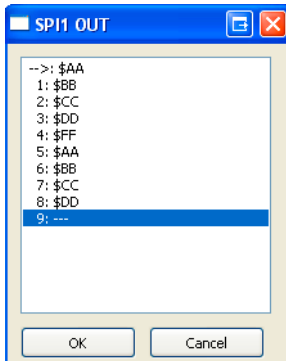 SPI1 OUT
-->: $AA
1: $BB
2: $CC
3: $DD
4: $FF
5: $AA
6: $BB
7: $CC
8: $DD
9: ---
OK Cancel